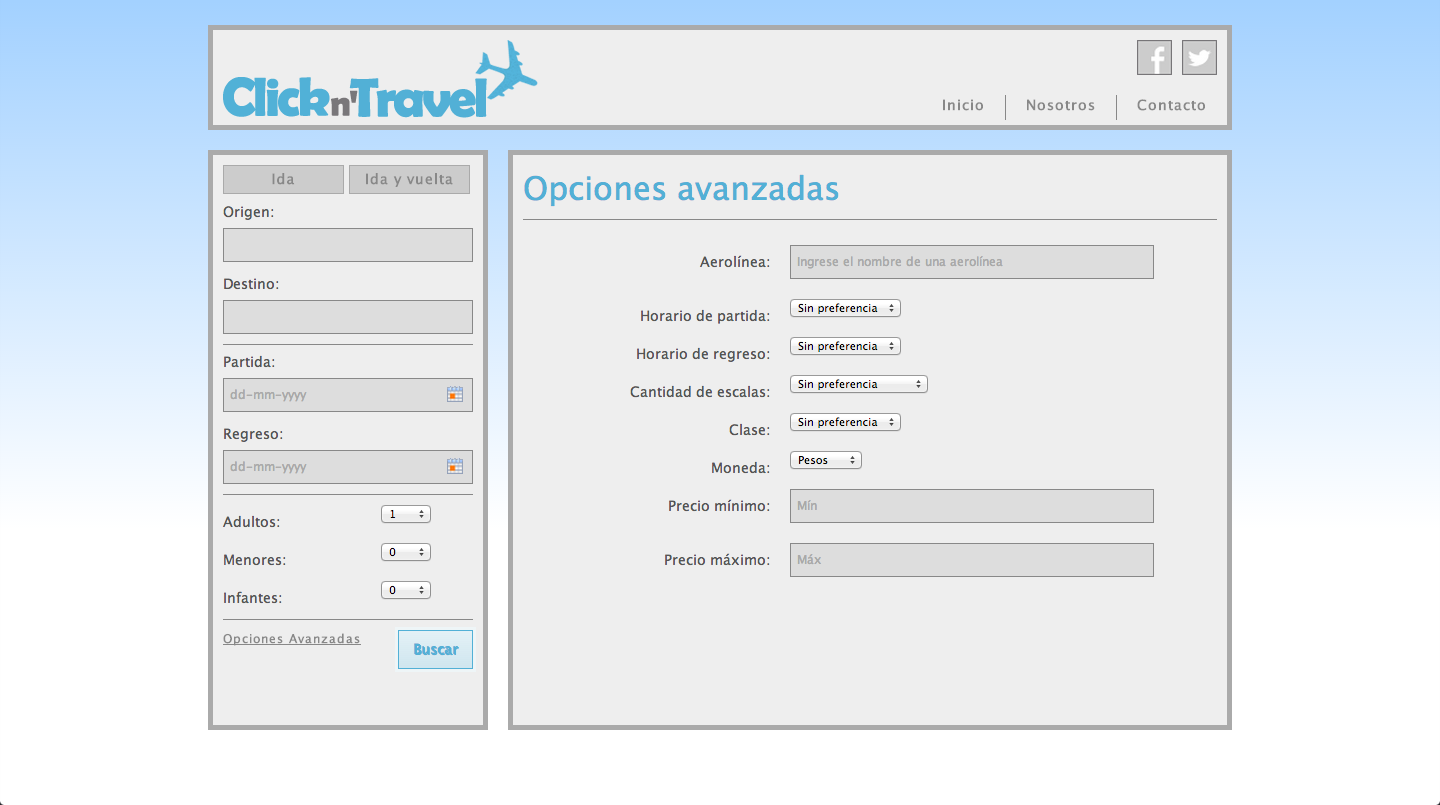 Click n' Travel
Inicio
Nosotros
Contacto
Ida
Ida y vuelta
Origen:
Destino:
Partida:
dd-mm-yyyy
Regreso:
dd-mm-yyyy
Adultos:
1
Menores:
0
Infantes:
0
Opciones Avanzadas
Buscar
Opciones avanzadas
Aerolínea:
Ingrese el nombre de una aerolínea
Horario de partida:
Sin preferencia
Horario de regreso:
Sin preferencia
Cantidad de escalas:
Sin preferencia
Clase:
Sin preferencia
Moneda:
Pesos
Precio mínimo:
Mín
Precio máximo:
Máx